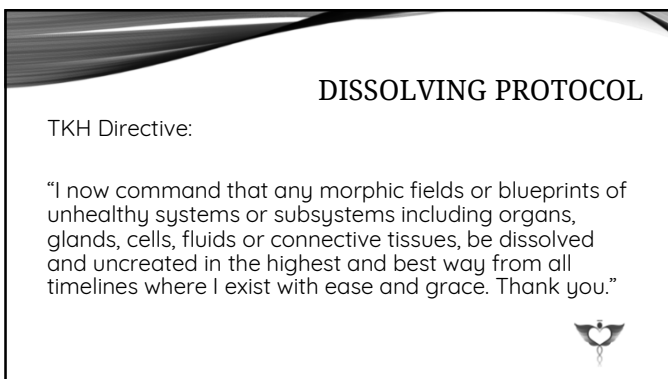 DISSOLVING PROTOCOL
TKH Directive:
“I now command that any morphic fields or blueprints of
unhealthy systems or subsystems including organs,
glands, cells, fluids or connective tissues, be dissolved
and uncreated in the highest and best way from all
timelines where I exist with ease and grace. Thank you.”